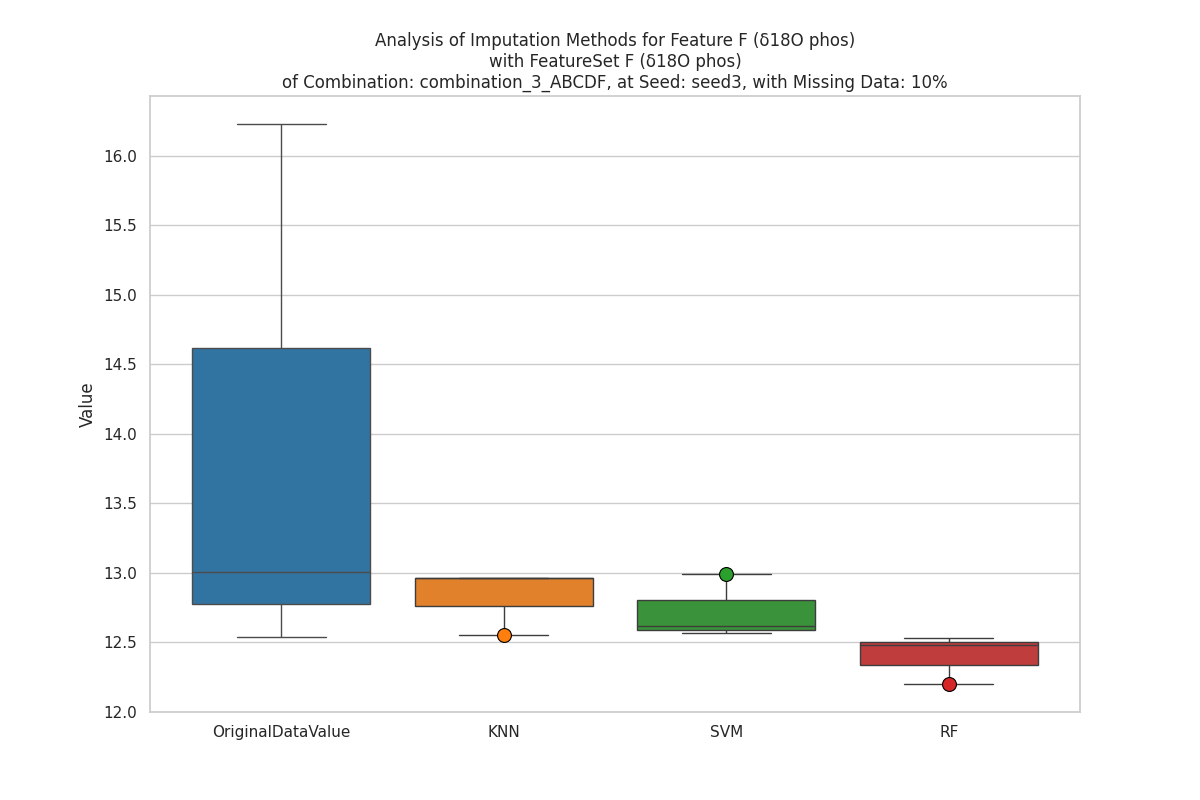 Analysis of Imputation Methods for Feature F (δ18O phos)
with FeatureSet F (δ18O phos)
of Combination: combination_3_ABCDF, at Seed: seed3, with Missing Data: 10%
16.0
15.5
15.0
14.5
14.0
13.5
13.0
12.5
12.0
Value
OriginalDataValue
KNN
SVM
RF